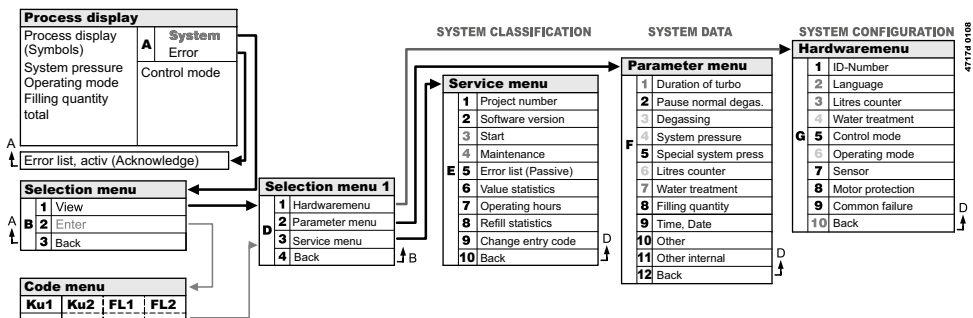 Process display
Process display
(Symbols)
System pressure
Operating mode
Filling quantity
total
A
System
Error
Control mode
A
Error list, activ (Acknowledge)
Selection menu
A
B
1 View
2 Enter
3 Back
Code menu
Ku1 Ku2 FL1 FL2
Selection menu 1
D
1 Hardwaremenu
2 Parameter menu
3 Service menu
4 Back
B
SYSTEM CLASSIFICATION
Service menu
E
1 Project number
2 Software version
3 Start
4 Maintenance
5 Error list (Passive)
6 Value statistics
7 Operating hours
8 Refill statistics
9 Change entry code
10 Back
D
SYSTEM DATA
Parameter menu
F
1 Duration of turbo
2 Pause normal degas.
3 Degassing
4 System pressure
5 Special system press
6 Litres counter
7 Water treatment
8 Filling quantity
9 Time, Date
10 Other
11 Other internal
12 Back
D
SYSTEM CONFIGURATION
Hardwaremenu
G
1 ID-Number
2 Language
3 Litres counter
4 Water treatment
5 Control mode
6 Operating mode
7 Sensor
8 Motor protection
9 Common failure
10 Back
D
4717d 0108